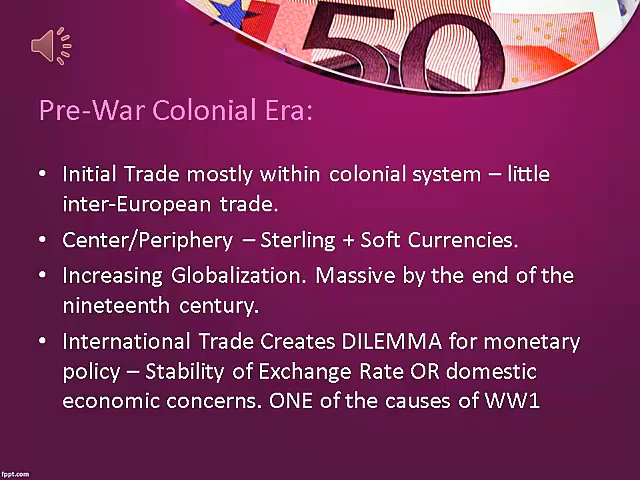 50
Pre-War Colonial Era:
• Initial Trade mostly within colonial system – little
inter-European trade.
• Center/Periphery – Sterling + Soft Currencies.
• Increasing Globalization. Massive by the end of the
nineteenth century.
• International Trade Creates DILEMMA for monetary
policy – Stability of Exchange Rate OR domestic
economic concerns. ONE of the causes of WW1
fppt.com